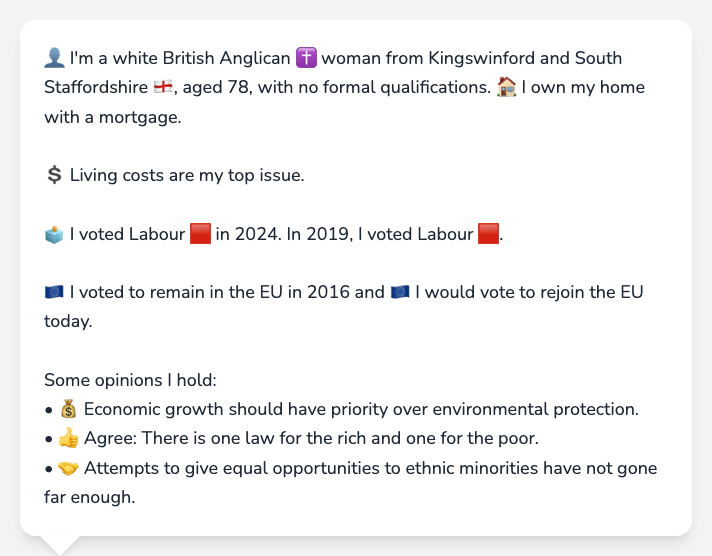 👤 I'm a white British Anglican ✝️ woman from Kingswinford and South
Staffordshire 🏴󠁧󠁢󠁥󠁮󠁧󠁿, aged 78, with no formal qualifications. 🏠 I own my home
with a mortgage.
💲 Living costs are my top issue.
🗳️ I voted Labour 🟥 in 2024. In 2019, I voted Labour 🟥.
🇪🇺 I voted to remain in the EU in 2016 and 🇪🇺 I would vote to rejoin the EU
today.
Some opinions I hold:
• 💰 Economic growth should have priority over environmental protection.
• 👍 Agree: There is one law for the rich and one for the poor.
• 🤝 Attempts to give equal opportunities to ethnic minorities have not gone
far enough.